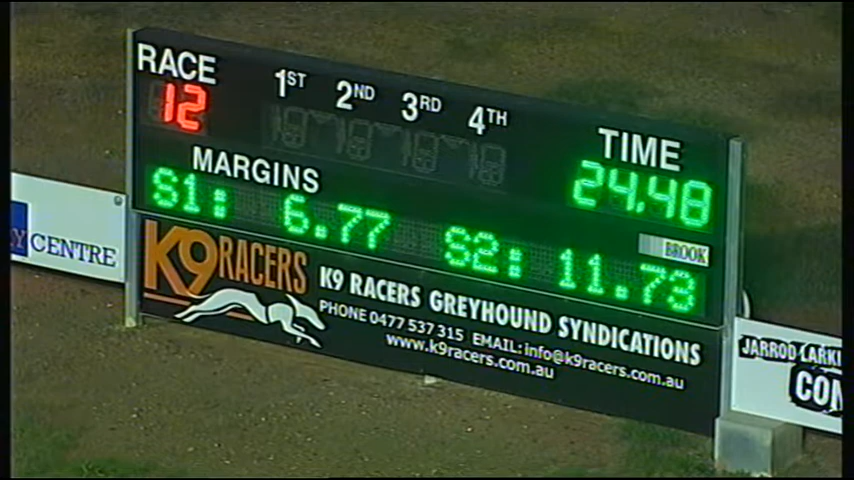 RACE 1ST 2ND 3RD 4TH TIME
12 24.48
MARGINS
S1: 6.77 S2: 11.73
BROOK
K9 RACERS
K9 RACERS GREYHOUND SYNDICATIONS
PHONE 0477 537 315 EMAIL: info@k9racers.com.au
www.k9racers.com.au
Y CENTRE
JARROD LARKI
CON